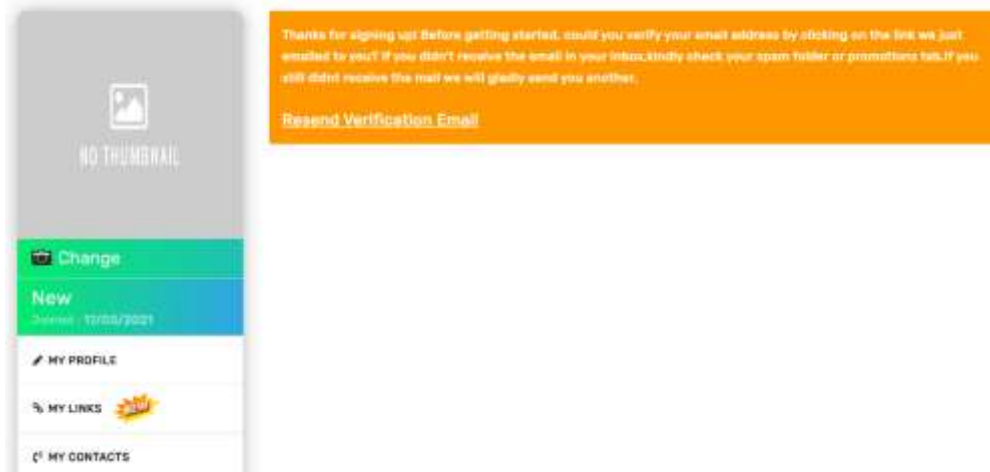 Thanks for signing up! Before getting started, could you verify your email address by clicking on the link we just
emailed to you? If you didn't receive the email in your inbox,kindly check your spam folder or promotions tab.If you
still didnt receive the mail we will gladly send you another.
Resend Verification Email
NO THUMBNAIL
Change
New
MY PROFILE
MY LINKS
NEW
MY CONTACTS